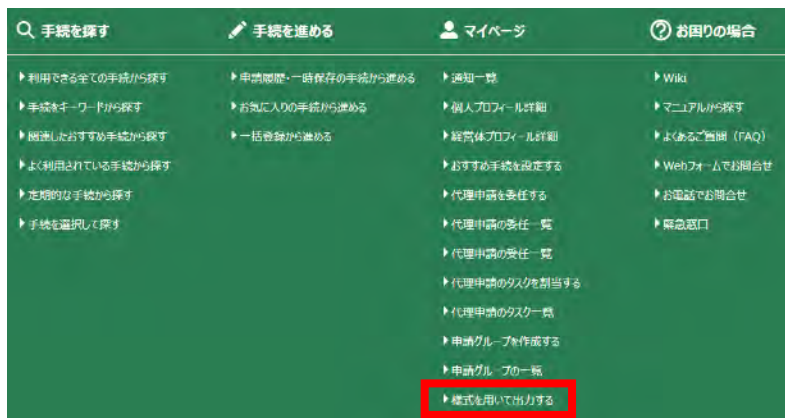 手続を探す
利用できる全ての手続から探す
手続をキーワードから探す
関連したおすすめ手続から探す
よく利用されている手続から探す
定期的な手続から探す
手続を選択して探す
手続を進める
申請履歴・一時保存の手続から進める
お気に入りの手続から進める
一括登録から進める
マイページ
通知一覧
個人プロフィール詳細
経営体プロフィール詳細
おすすめ手続を設定する
代理申請を委任する
代理申請の委任一覧
代理申請の受任一覧
代理申請のタスクを割当する
代理申請のタスク一覧
申請グループを作成する
申請グループの一覧
様式を用いて出力する
お困りの場合
Wiki
マニュアルから探す
よくあるご質問（FAQ）
Webフォームでお問合せ
お電話でお問合せ
緊急窓口